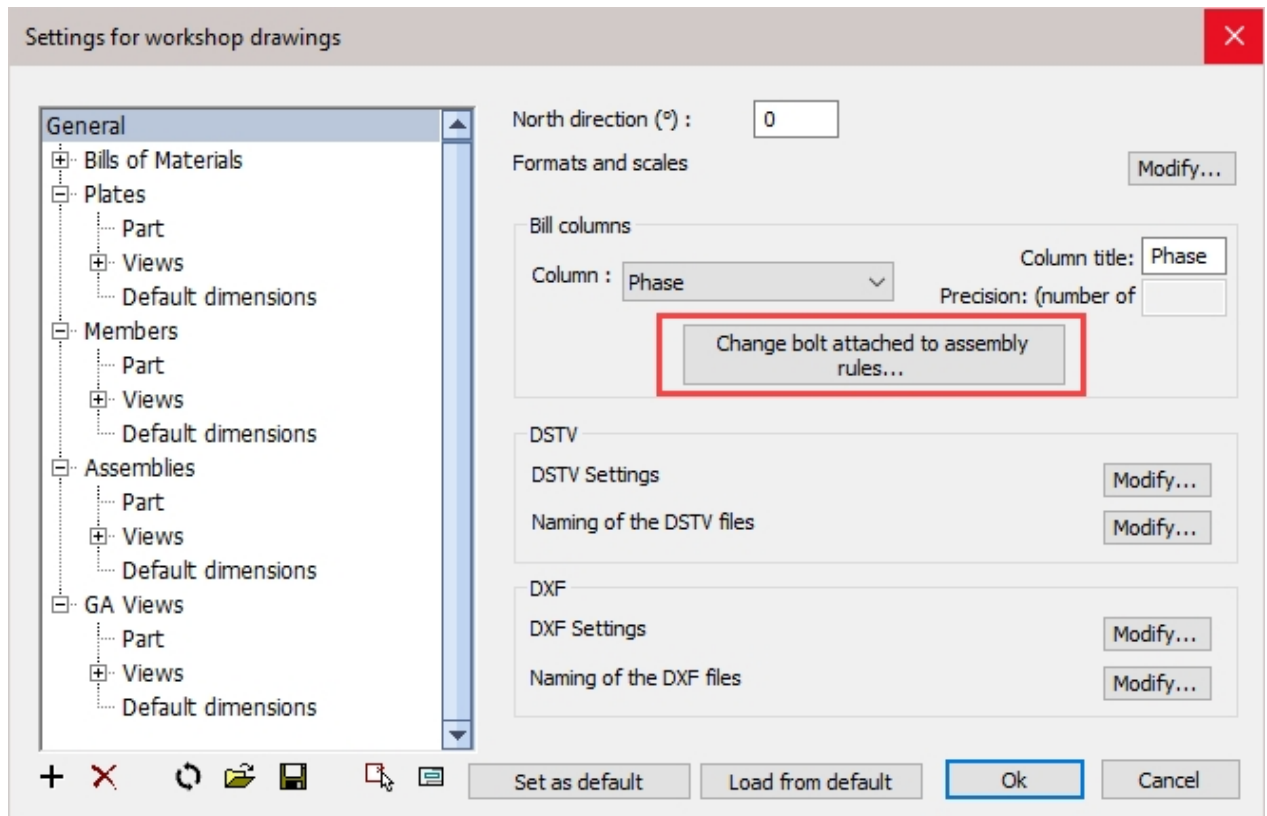 Settings for workshop drawings
General
Bills of Materials
Plates
Part
Views
Default dimensions
Members
Part
Views
Default dimensions
Assemblies
Part
Views
Default dimensions
GA Views
Part
Views
Default dimensions
North direction (°) : 0
Formats and scales Modify...
Bill columns
Column : Phase
Column title: Phase
Precision: (number of
Change bolt attached to assembly
rules...
DSTV
DSTV Settings Modify...
Naming of the DSTV files Modify...
DXF
DXF Settings Modify...
Naming of the DXF files Modify...
Set as default Load from default Ok Cancel